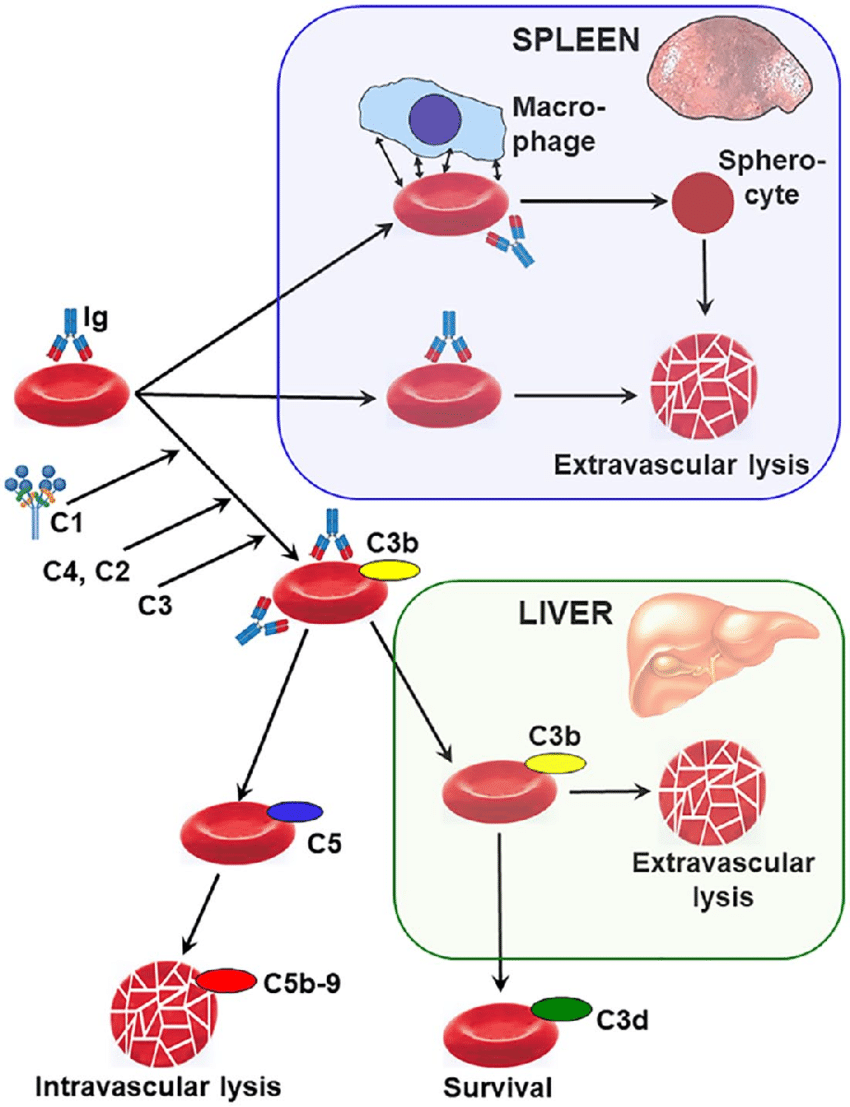 SPLEEN
Macro-
phage
Sphero-
cyte
Ig
Extravascular lysis
C1
C4, C2
C3
C3b
LIVER
C3b
C5
Extravascular
lysis
C5b-9
C3d
Intravascular lysis
Survival